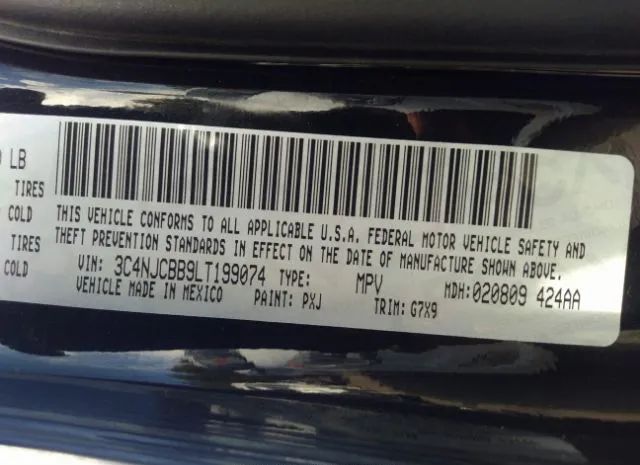 LB
TIRES
COLD
TIRES
COLD
THIS VEHICLE CONFORMS TO ALL APPLICABLE U.S.A. FEDERAL MOTOR VEHICLE SAFETY AND
THEFT PREVENTION STANDARDS IN EFFECT ON THE DATE OF MANUFACTURE SHOWN ABOVE.
VIN: 3C4NJCBB9LT199074 TYPE: MPV MDH:020809 424AA
VEHICLE MADE IN MEXICO PAINT: PXJ TRIM: G7X9